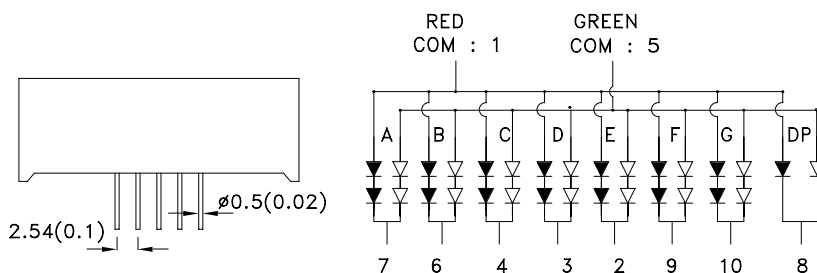 RED
COM : 1
GREEN
COM : 5
A B C D E F G DP
ø0.5(0.02)
2.54(0.1)
7 6 4 3 2 9 10 8